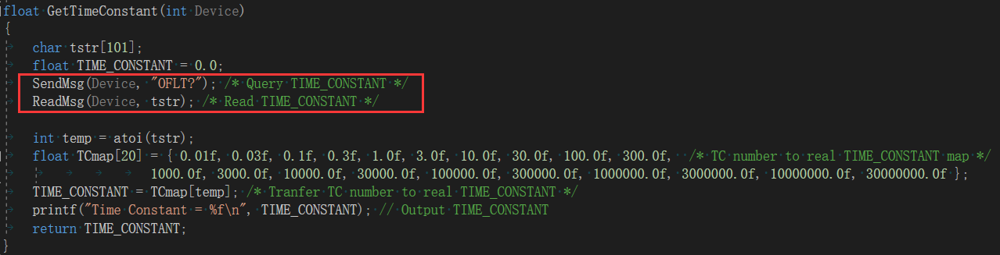 float GetTimeConstant(int Device)
{
char tstr[101];
float TIME_CONSTANT = 0.0;
SendMsg(Device, "OFLT?"); /* Query TIME_CONSTANT */
ReadMsg(Device, tstr); /* Read TIME_CONSTANT */
int temp = atoi(tstr);
float TCmap[20] = { 0.01f, 0.03f, 0.1f, 0.3f, 1.0f, 3.0f, 10.0f, 30.0f, 100.0f, 300.0f, /* TC number to real TIME_CONSTANT map */
1000.0f, 3000.0f, 10000.0f, 30000.0f, 100000.0f, 300000.0f, 1000000.0f, 3000000.0f, 10000000.0f, 30000000.0f };
TIME_CONSTANT = TCmap[temp]; /* Tranfer TC number to real TIME_CONSTANT */
printf("Time Constant = %f\n", TIME_CONSTANT); // Output TIME_CONSTANT
return TIME_CONSTANT;
}